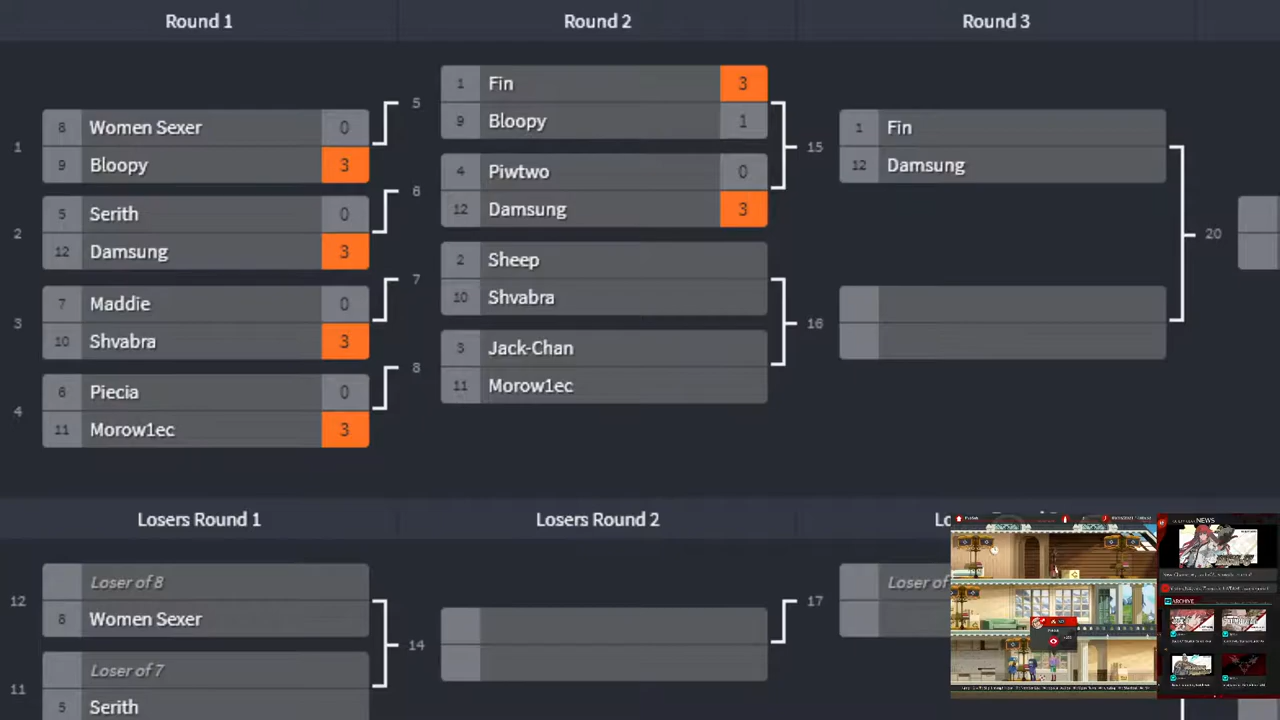 Round 1
Round 2
Round 3
1
8 Women Sexer 0
9 Bloopy 3
2
5 Serith 0
12 Damsung 3
3
7 Maddie 0
10 Shvabra 3
4
6 Piecia 0
11 Morow1ec 3
5
1 Fin 3
9 Bloopy 1
6
4 Piwtwo 0
12 Damsung 3
7
2 Sheep
10 Shvabra
8
3 Jack-Chan
11 Morow1ec
15
1 Fin
12 Damsung
16
20
Losers Round 1
Losers Round 2
Lo
12
Loser of 8
8 Women Sexer
11
Loser of 7
5 Serith
14
17
Loser of
NEWS
ARCHIVE